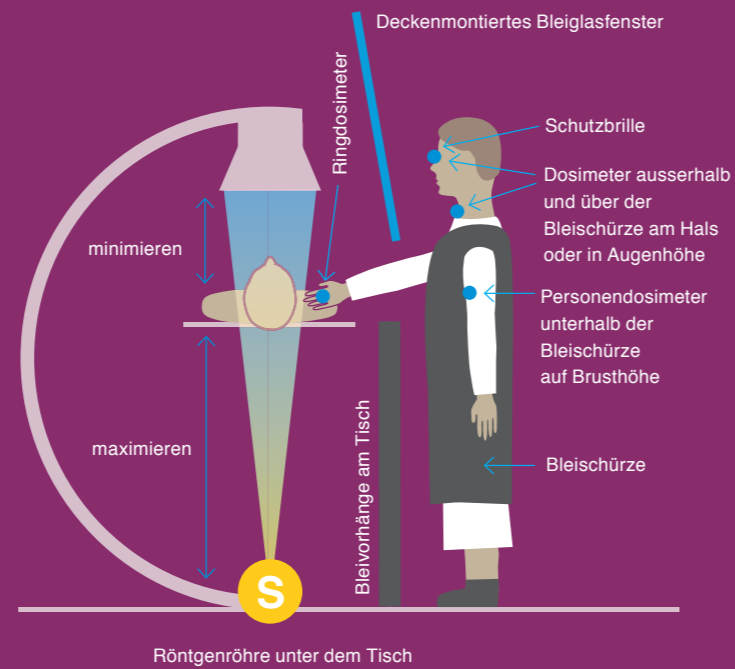 Deckenmontiertes Bleiglasfenster
Ringdosimeter
Schutzbrille
Dosimeter ausserhalb
und über der
Bleischürze am Hals
oder in Augenhöhe
minimieren
Personendosimeter
unterhalb der
Bleischürze
auf Brusthöhe
maximieren
Bleivorhänge am Tisch
Bleischürze
S
Röntgenröhre unter dem Tisch